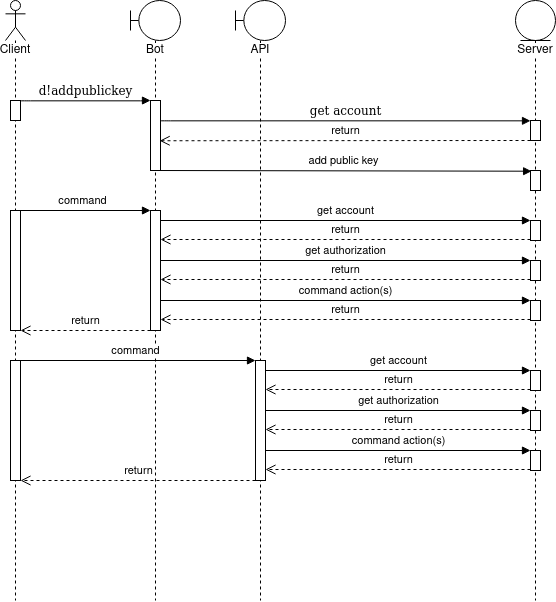 Client
Bot
API
Server
d!addpublickey
get account
return
add public key
command
get account
return
get authorization
return
command action(s)
return
return
command
get account
return
get authorization
return
command action(s)
return
return